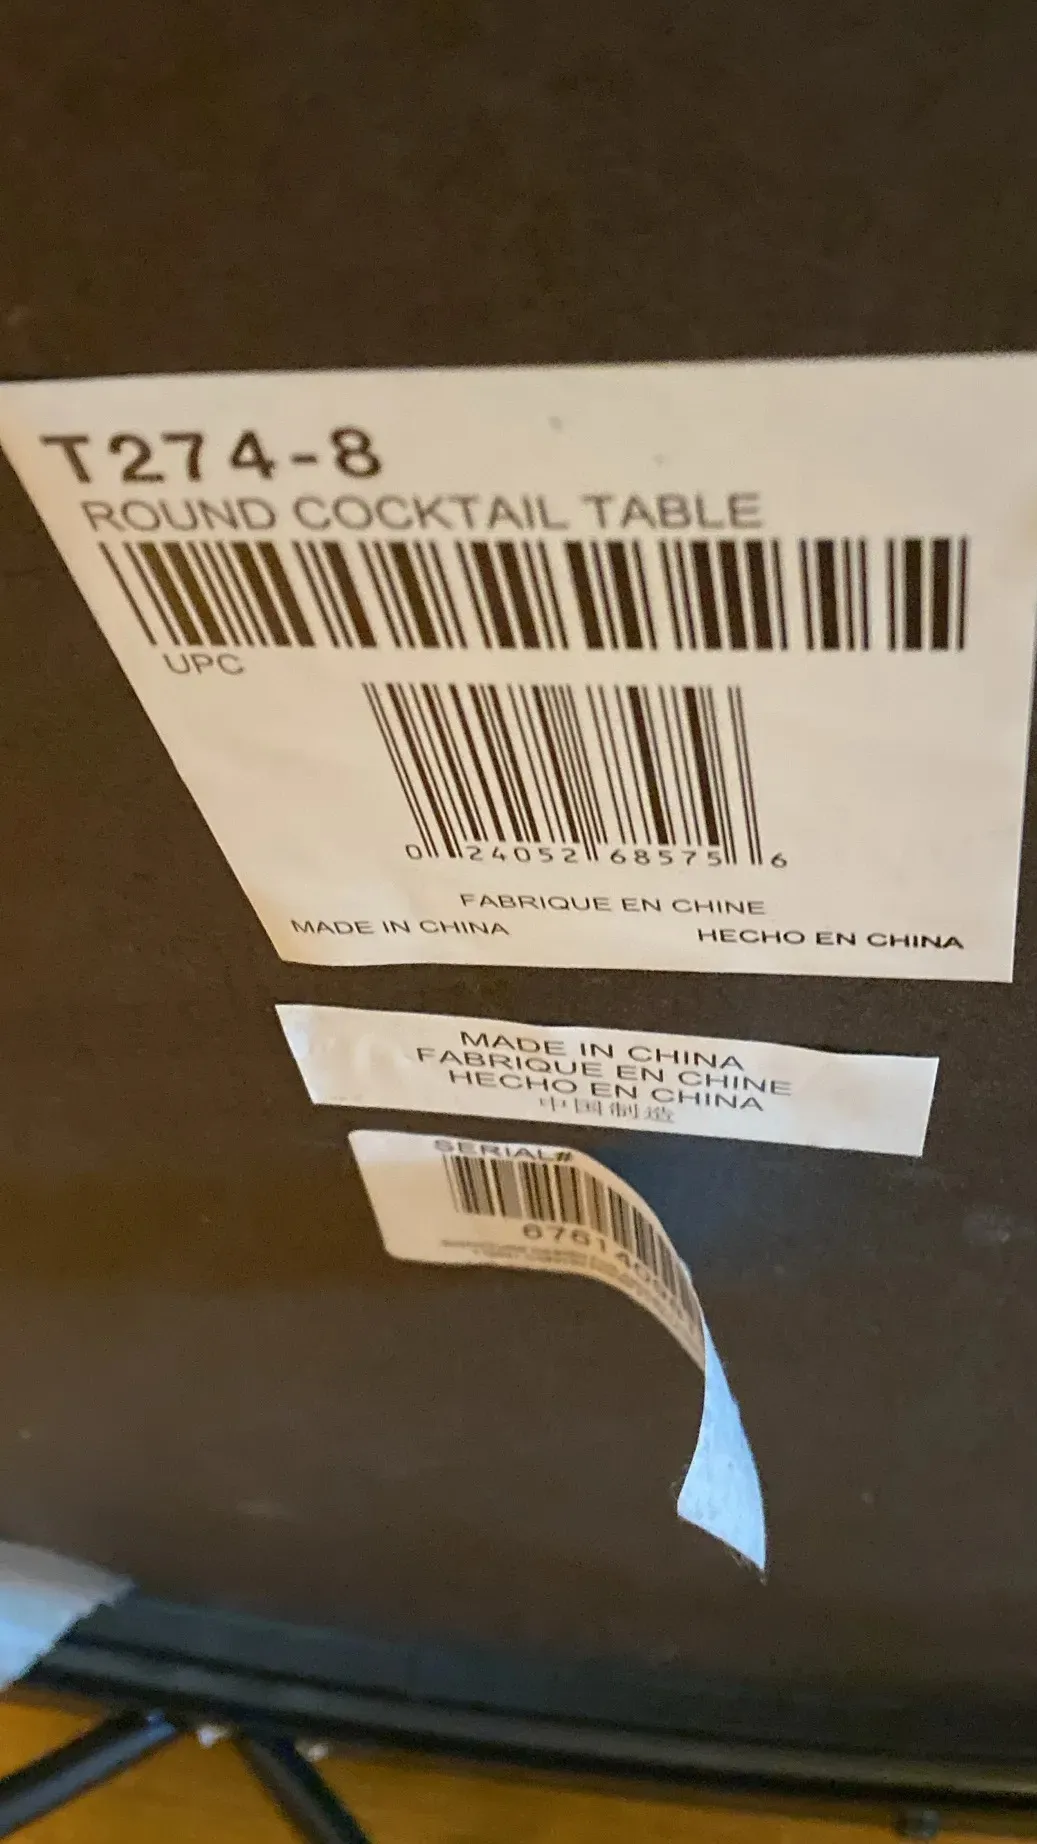 T274-8
ROUND COCKTAIL TABLE
UPC
0 24052 68575 6
FABRIQUE EN CHINE
MADE IN CHINA HECHO EN CHINA
MADE IN CHINA
FABRIQUE EN CHINE
HECHO EN CHINA
中国制造
SERIAL#